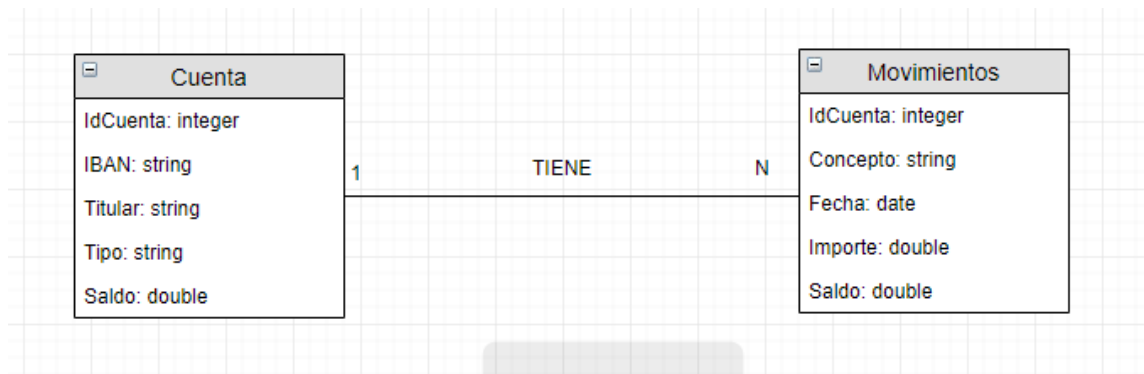 Cuenta
IdCuenta: integer
IBAN: string
Titular: string
Tipo: string
Saldo: double
1
TIENE
N
Movimientos
IdCuenta: integer
Concepto: string
Fecha: date
Importe: double
Saldo: double